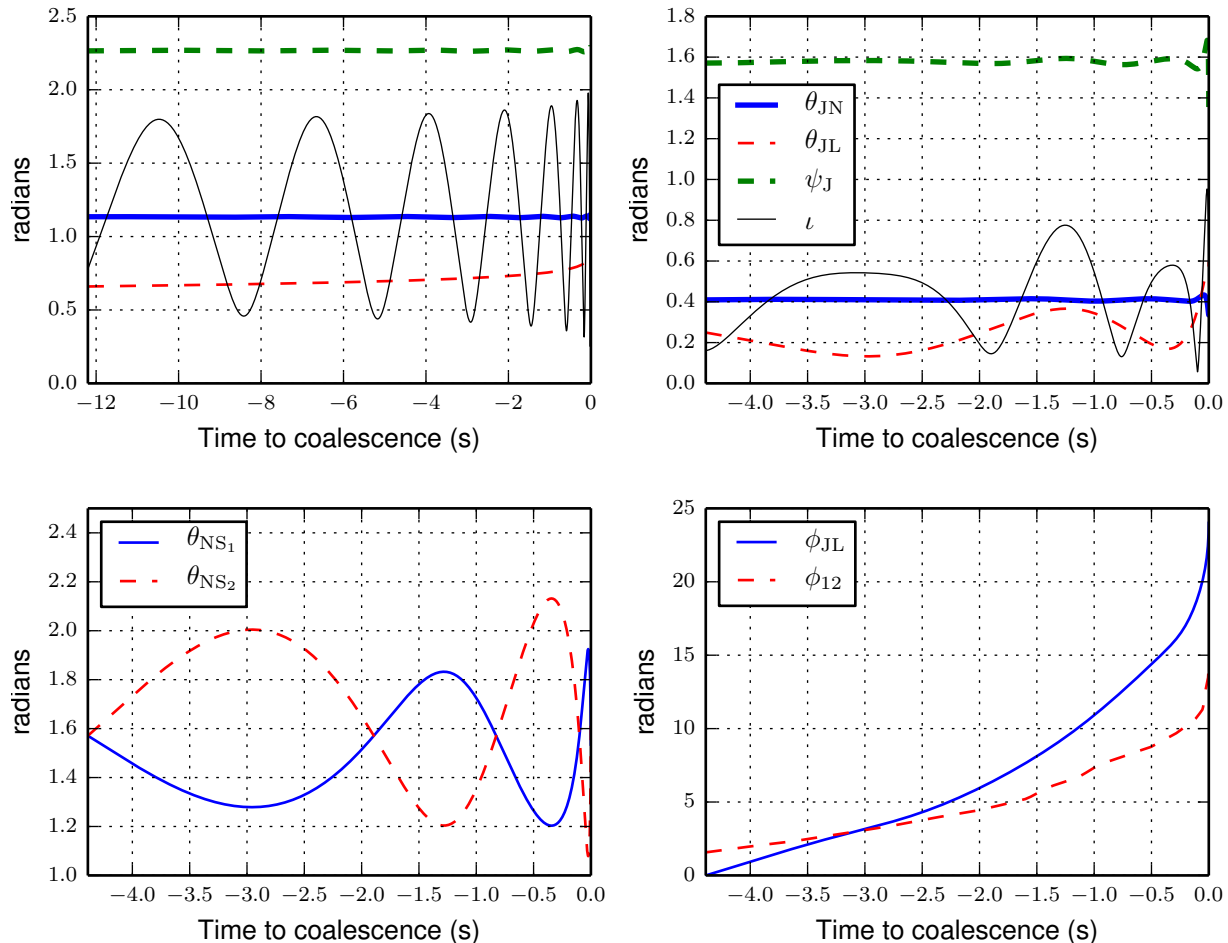 2.5
2.0
1.5
1.0
0.5
0.0
radians
−12 −10 −8 −6 −4 −2 0
Time to coalescence (s)
1.8
1.6
1.4
1.2
1.0
0.8
0.6
0.4
0.2
0.0
radians
θJN
θJL
ψJ
ι
−4.0 −3.5 −3.0 −2.5 −2.0 −1.5 −1.0 −0.5 0.0
Time to coalescence (s)
2.4
2.2
2.0
1.8
1.6
1.4
1.2
1.0
radians
θNS1
θNS2
-4.0 -3.5 -3.0 -2.5 -2.0 -1.5 -1.0 -0.5 0.0
Time to coalescence (s)
25
20
15
10
5
0
radians
ϕJL
ϕ12
-4.0 -3.5 -3.0 -2.5 -2.0 -1.5 -1.0 -0.5 0.0
Time to coalescence (s)